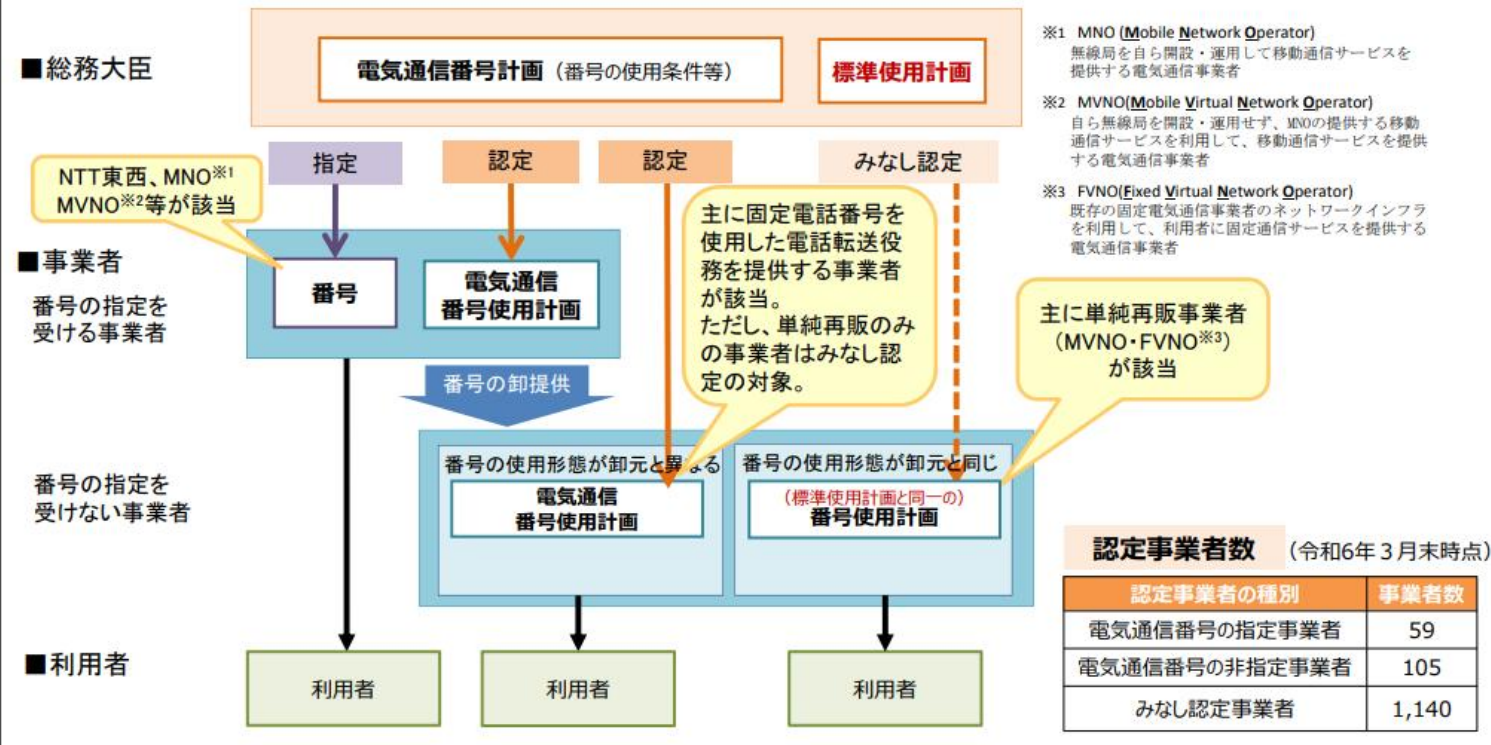 ■総務大臣
電気通信番号計画（番号の使用条件等）
標準使用計画
※1 MNO (Mobile Network Operator)
無線局を自ら開設・運用して移動通信サービスを
提供する電気通信事業者
※2 MVNO(Mobile Virtual Network Operator)
自ら無線局を開設・運用せず、MNOの提供する移動
通信サービスを利用して、移動通信サービスを提供
する電気通信事業者
※3 FVNO(Fixed Virtual Network Operator)
既存の固定電気通信事業者のネットワークインフラ
を利用して、利用者に固定通信サービスを提供する
電気通信事業者
指定
認定
認定
みなし認定
NTT東西、MNO※1
MVNO※2等が該当
主に固定電話番号を
使用した電話転送役
務を提供する事業者
が該当。
ただし、単純再販のみ
の事業者はみなし認
定の対象。
■事業者
番号の指定を
受ける事業者
番号
電気通信
番号使用計画
主に単純再販事業者
（MVNO・FVNO※3）
が該当
番号の卸提供
番号の指定を
受けない事業者
番号の使用形態が卸元と異なる
電気通信
番号使用計画
番号の使用形態が卸元と同じ
（標準使用計画と同一の）
番号使用計画
認定事業者数 （令和6年３月末時点）
認定事業者の種別 事業者数
電気通信番号の指定事業者 59
電気通信番号の非指定事業者 105
みなし認定事業者 1,140
■利用者
利用者
利用者
利用者